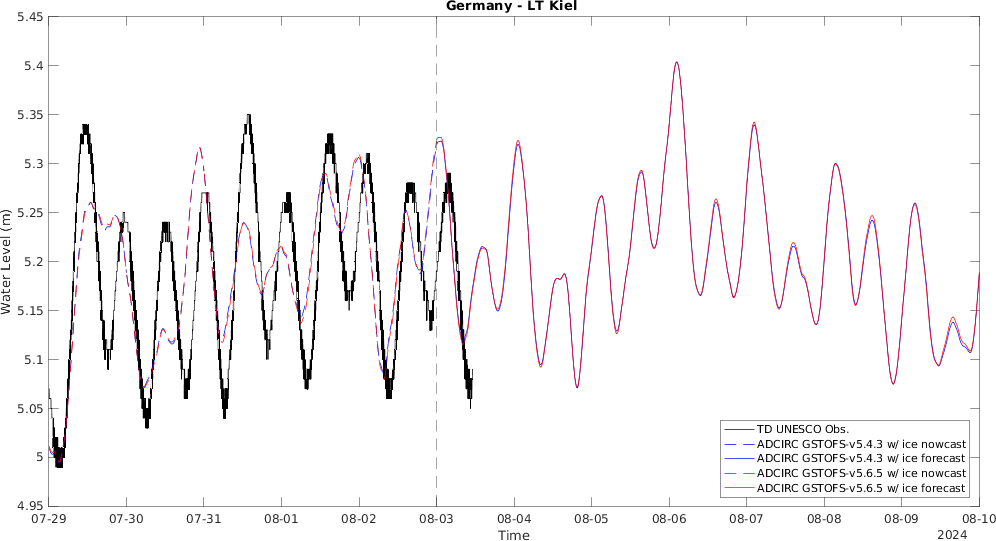 Germany - LT Kiel
5.45
5.4
5.35
5.3
5.25
5.2
5.15
5.1
5.05
5
4.95
Water Level (m)
07-29 07-30 07-31 08-01 08-02 08-03 08-04 08-05 08-06 08-07 08-08 08-09 08-10
Time
2024
TD UNESCO Obs.
ADCIRC GSTOFS-v5.4.3 w/ ice nowcast
ADCIRC GSTOFS-v5.4.3 w/ ice forecast
ADCIRC GSTOFS-v5.6.5 w/ ice nowcast
ADCIRC GSTOFS-v5.6.5 w/ ice forecast